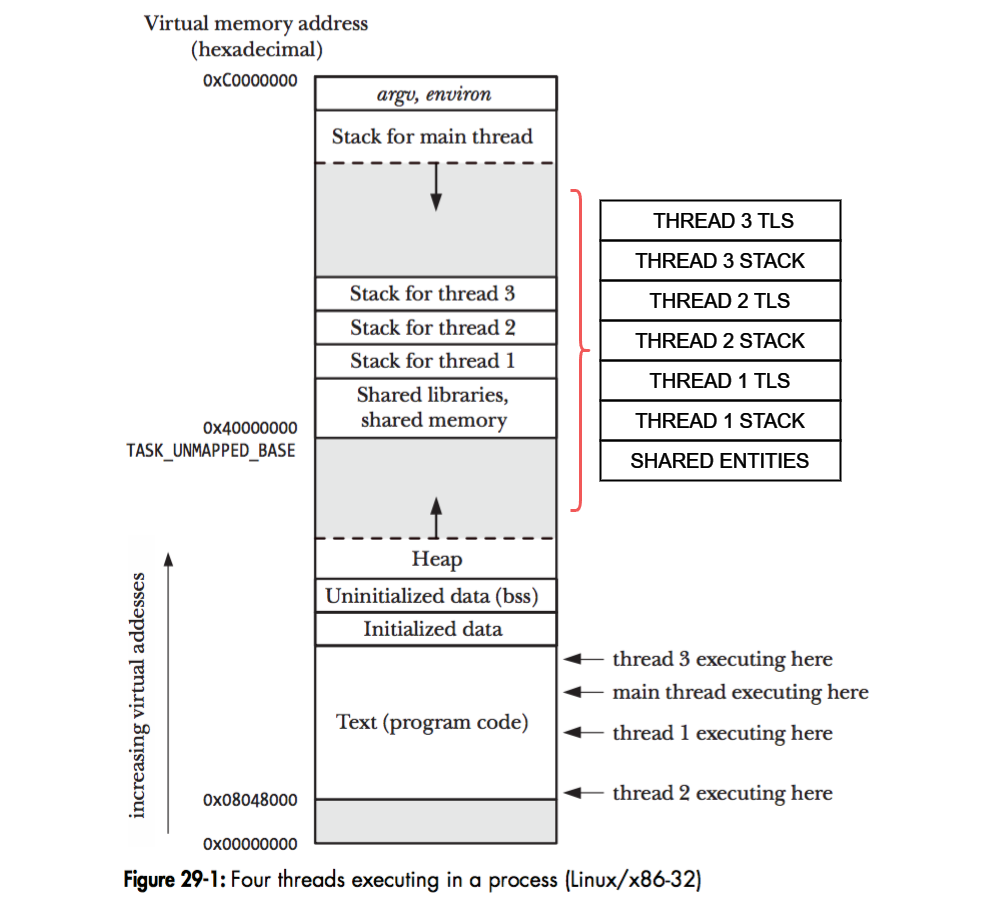 Virtual memory address
(hexadecimal)
0xC0000000
argv, environ
Stack for main thread
THREAD 3 TLS
THREAD 3 STACK
THREAD 2 TLS
THREAD 2 STACK
THREAD 1 TLS
THREAD 1 STACK
SHARED ENTITIES
Stack for thread 3
Stack for thread 2
Stack for thread 1
Shared libraries,
shared memory
0x40000000
TASK_UNMAPPED_BASE
Heap
Uninitialized data (bss)
Initialized data
increasing virtual addesses
Text (program code)
thread 3 executing here
main thread executing here
thread 1 executing here
thread 2 executing here
0x08048000
0x00000000
Figure 29-1: Four threads executing in a process (Linux/x86-32)